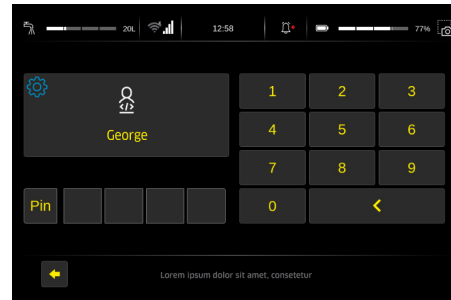 20L 12:58 77%
</>
George
1 2 3
4 5 6
7 8 9
Pin 0
Lorem ipsum dolor sit amet, consetetur